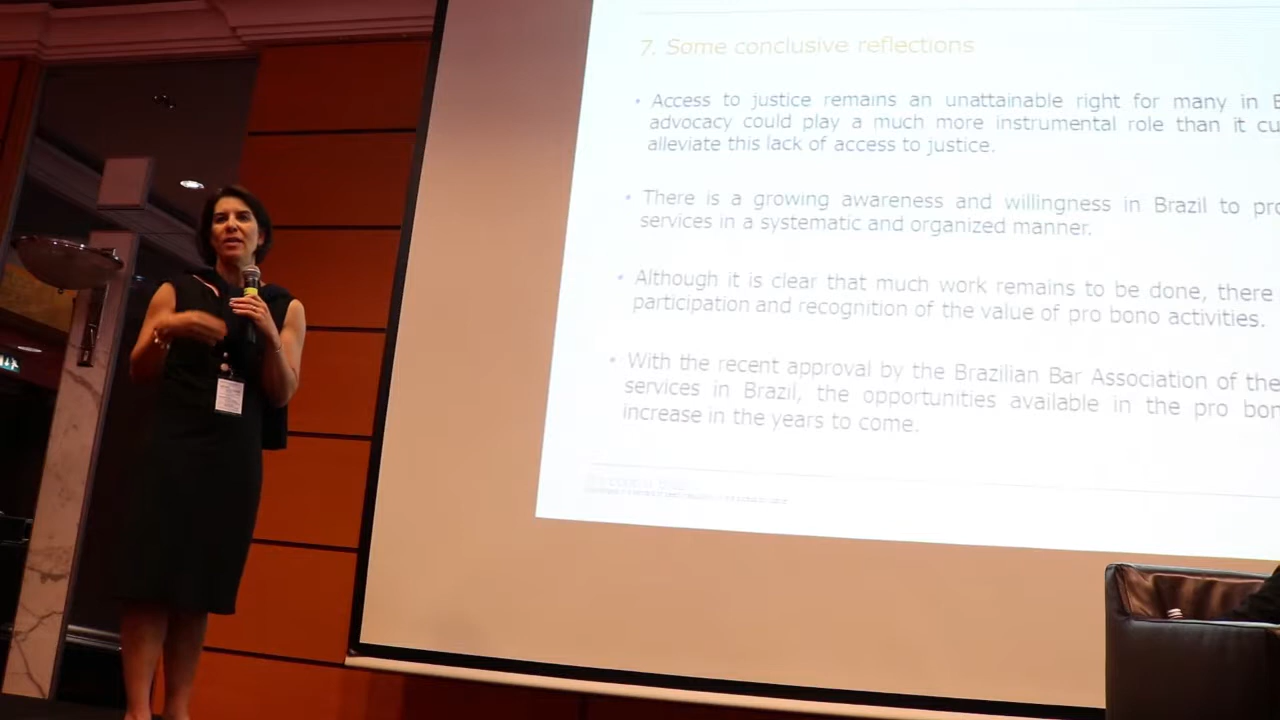 7. Some conclusive reflections
• Access to justice remains an unattainable right for many in
advocacy could play a much more instrumental role than it
alleviate this lack of access to justice.
• There is a growing awareness and willingness in Brazil to
services in a systematic and organized manner.
• Although it is clear that much work remains to be done, there
participation and recognition of the value of pro bono activities.
• With the recent approval by the Brazilian Bar Association of the
services in Brazil, the opportunities available in the pro
increase in the years to come.